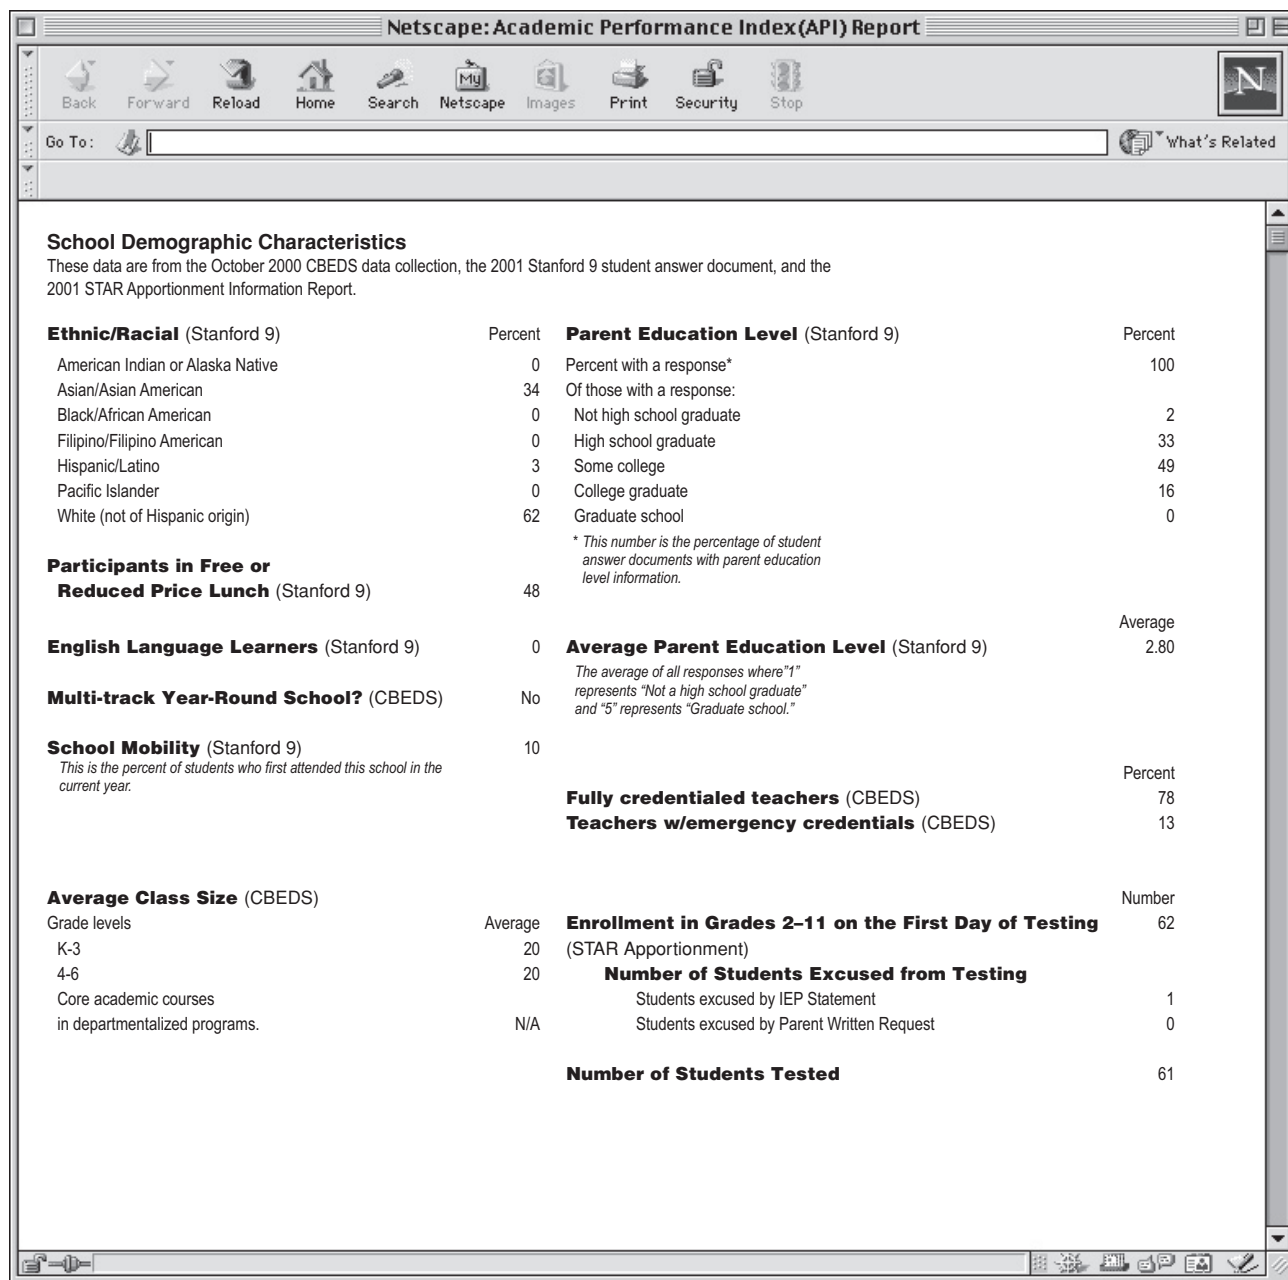 Netscape: Academic Performance Index(API) Report
Back Forward Reload Home Search Netscape Images Print Security Stop
My
N
Go To: What's Related
School Demographic Characteristics
These data are from the October 2000 CBEDS data collection, the 2001 Stanford 9 student answer document, and the
2001 STAR Apportionment Information Report.
Ethnic/Racial (Stanford 9) Percent
American Indian or Alaska Native 0
Asian/Asian American 34
Black/African American 0
Filipino/Filipino American 0
Hispanic/Latino 3
Pacific Islander 0
White (not of Hispanic origin) 62
Participants in Free or
Reduced Price Lunch (Stanford 9) 48
English Language Learners (Stanford 9) 0
Multi-track Year-Round School? (CBEDS) No
School Mobility (Stanford 9) 10
This is the percent of students who first attended this school in the
current year.
Parent Education Level (Stanford 9) Percent
Percent with a response* 100
Of those with a response:
Not high school graduate 2
High school graduate 33
Some college 49
College graduate 16
Graduate school 0
* This number is the percentage of student
answer documents with parent education
level information.
Average
Average Parent Education Level (Stanford 9) 2.80
The average of all responses where"1"
represents “Not a high school graduate”
and “5” represents “Graduate school.”
Percent
Fully credentialed teachers (CBEDS) 78
Teachers w/emergency credentials (CBEDS) 13
Average Class Size (CBEDS)
Grade levels Average
K-3 20
4-6 20
Core academic courses
in departmentalized programs. N/A
Number
Enrollment in Grades 2–11 on the First Day of Testing 62
(STAR Apportionment)
Number of Students Excused from Testing
Students excused by IEP Statement 1
Students excused by Parent Written Request 0
Number of Students Tested 61